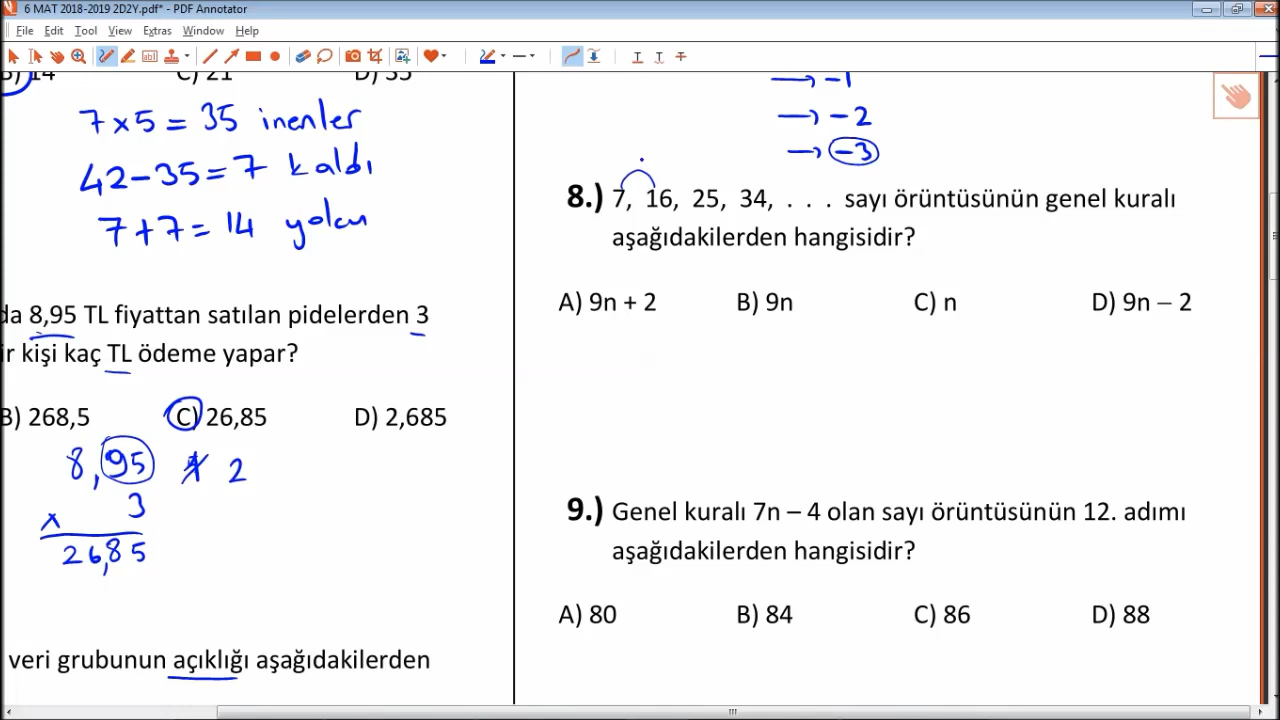 6 MAT 2018-2019 2D2Y.pdf* - PDF Annotator
File Edit Tool View Extras Window Help
14 C) 21 D) 35
7 x 5 = 35 inenler
42 - 35 = 7 kaldı
7 + 7 = 14 yolcu
da 8,95 TL fiyattan satılan pidelerden 3
ir kişi kaç TL ödeme yapar?
B) 268,5 C) 26,85 D) 2,685
8,95 2
x 3
26,85
veri grubunun açıklığı aşağıdakilerden
→ -1
→ -2
→ -3
8.) 7, 16, 25, 34, . . . sayı örüntüsünün genel kuralı
aşağıdakilerden hangisidir?
A) 9n + 2 B) 9n C) n D) 9n – 2
9.) Genel kuralı 7n – 4 olan sayı örüntüsünün 12. adımı
aşağıdakilerden hangisidir?
A) 80 B) 84 C) 86 D) 88